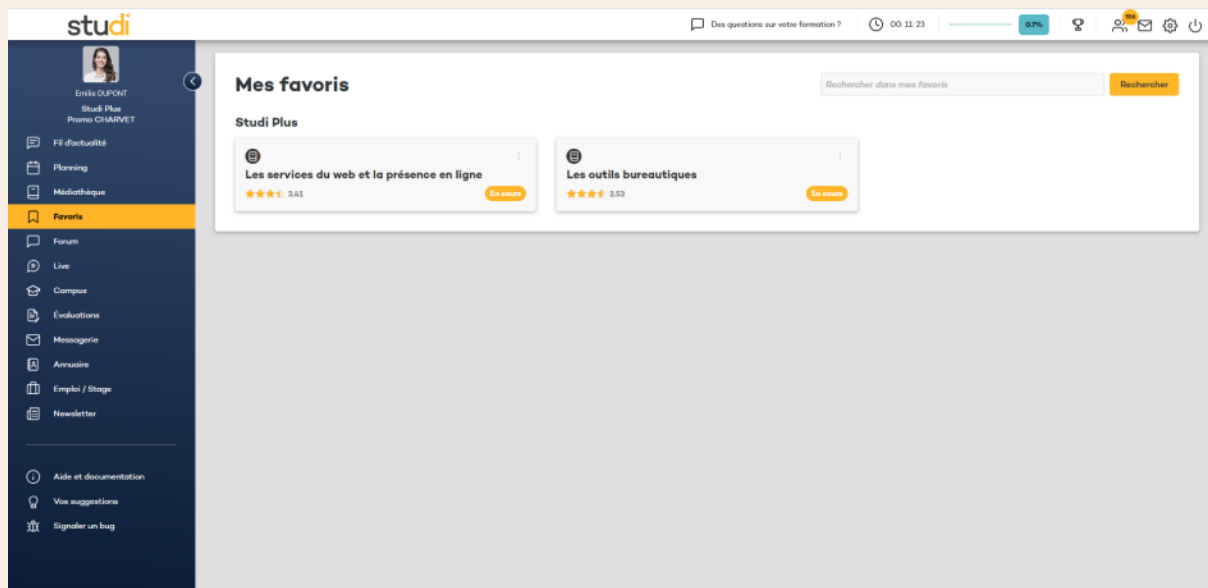 studi
Des questions sur votre formation ?
00:11:23
0.7%
156
Emilie DUPONT
Studi Plus
Promo CHARVET
Fil d'actualité
Planning
Médiathèque
Favoris
Forum
Live
Campus
Évaluations
Messagerie
Annuaire
Emploi / Stage
Newsletter
Aide et documentation
Vos suggestions
Signaler un bug
Mes favoris
Rechercher dans mes favoris
Rechercher
Studi Plus
Les services du web et la présence en ligne
3.41
En cours
Les outils bureautiques
3.53
En cours